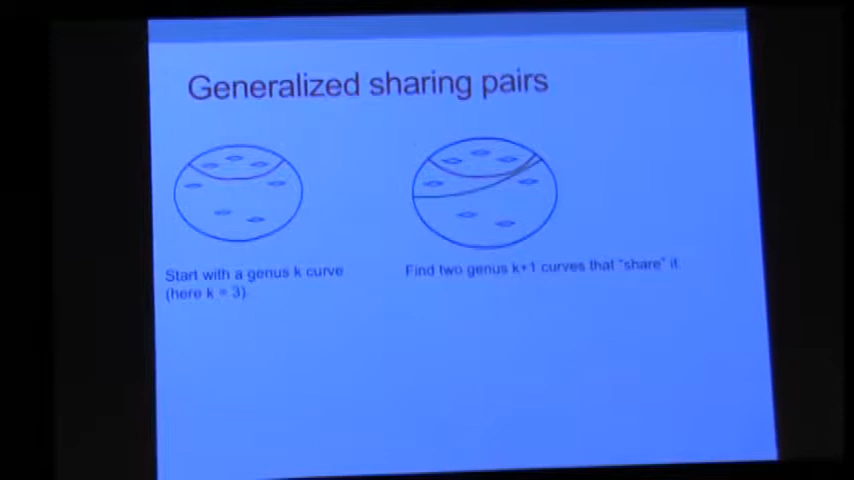 Generalized sharing pairs
Start with a genus k curve
(here k = 3).
Find two genus k+1 curves that "share" it.